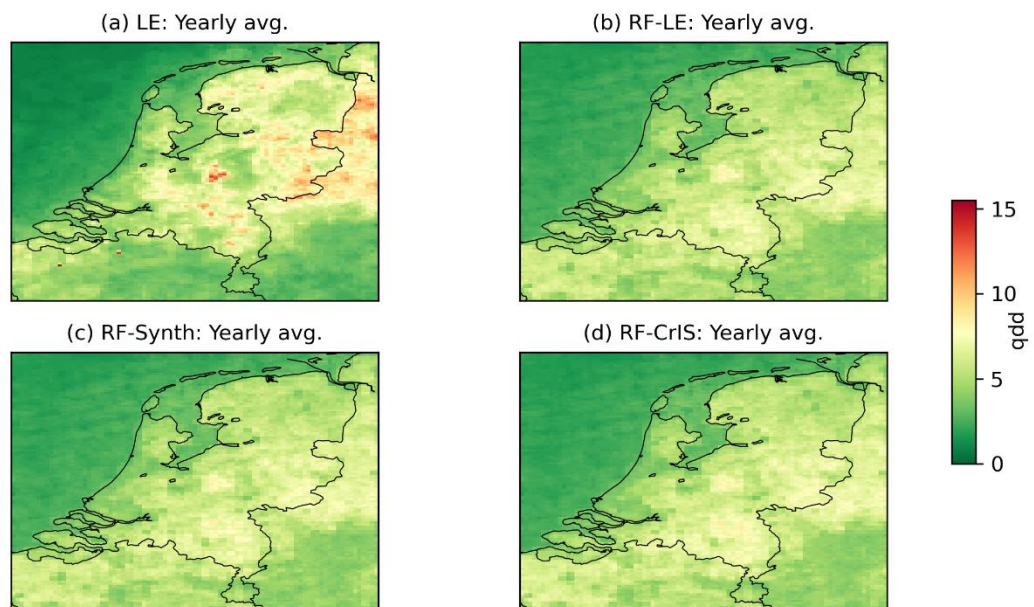 (a) LE: Yearly avg.
(b) RF-LE: Yearly avg.
(c) RF-Synth: Yearly avg.
(d) RF-CrIS: Yearly avg.
15
10
5
0
ppb